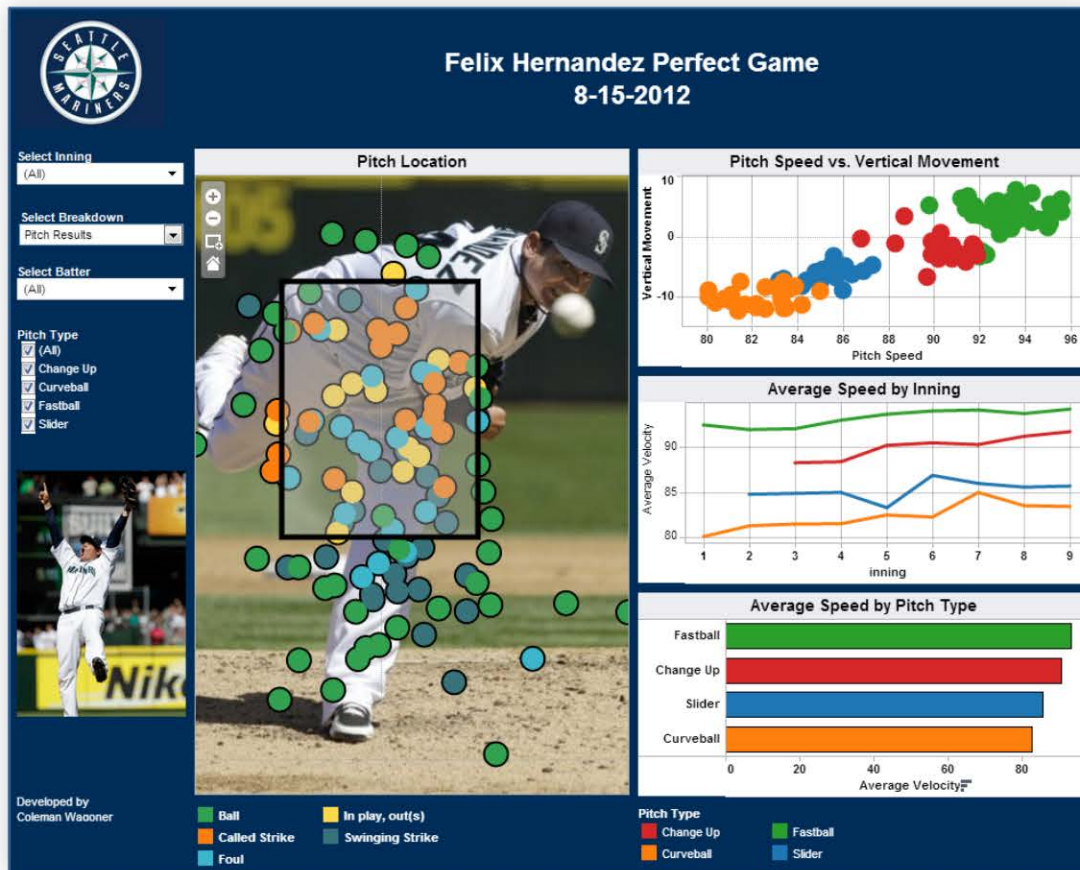 SEATTLE
MARINERS
Felix Hernandez Perfect Game
8-15-2012
Select Inning
(All)
Select Breakdown
Pitch Results
Select Batter
(All)
Pitch Type
(All)
Change Up
Curveball
Fastball
Slider
Nik
Developed by
Coleman Wagoner
Pitch Location
S
Ball
In play, out(s)
Called Strike
Swinging Strike
Foul
Pitch Speed vs. Vertical Movement
Vertical Movement
10
0
-10
80 82 84 86 88 90 92 94 96
Pitch Speed
Average Speed by Inning
Average Velocity
90
85
80
1 2 3 4 5 6 7 8 9
inning
Average Speed by Pitch Type
Fastball
Change Up
Slider
Curveball
0 20 40 60 80
Average Velocity
Pitch Type
Change Up
Fastball
Curveball
Slider